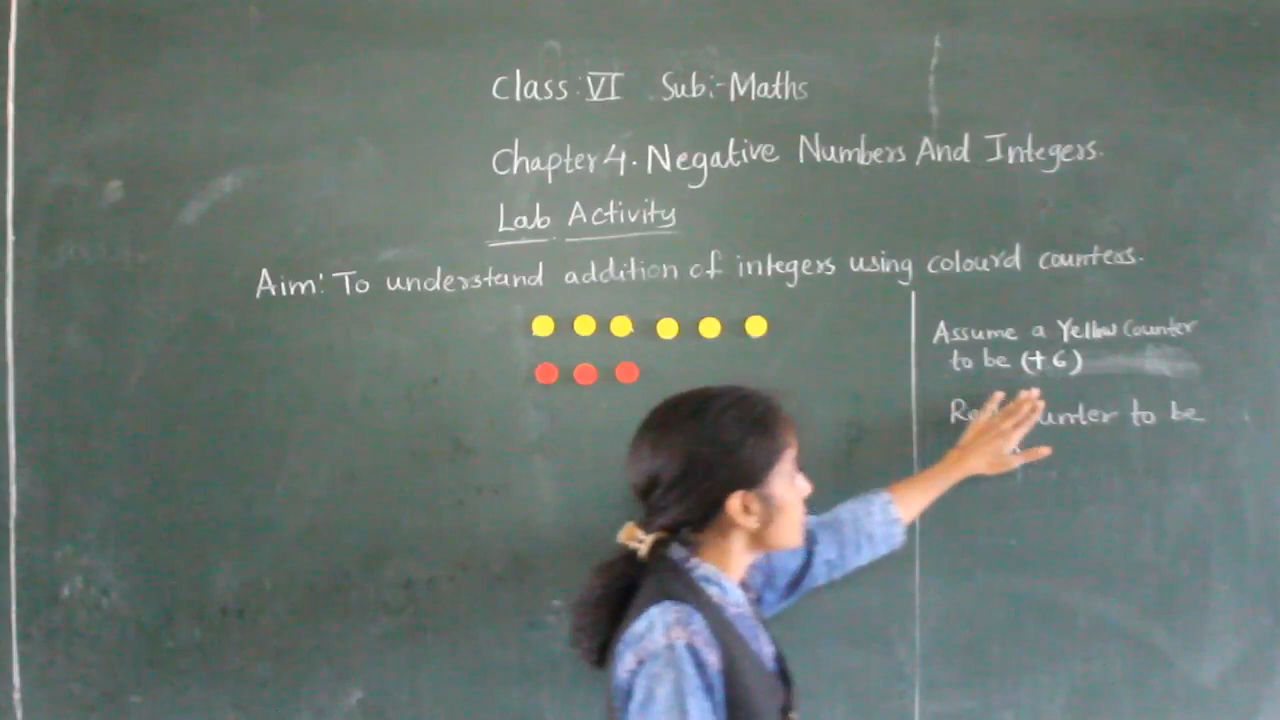 Class: VI Sub:- Maths
Chapter 4. Negative Numbers And Integers.
Lab Activity
Aim: To understand addition of integers using colourd counters.
Assume a Yellow Counter
to be (+6)
to be